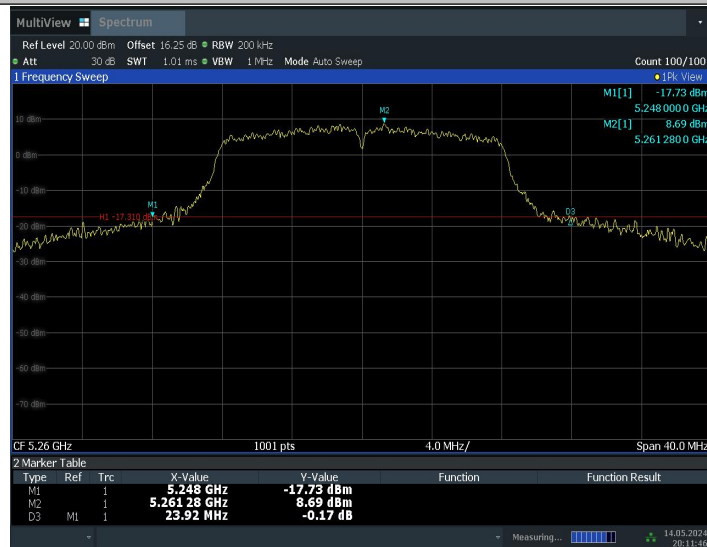 MultiView Spectrum
Ref Level 20.00 dBm Offset 16.25 dB RBW 200 kHz
Att 30 dB SWT 1.01 ms VBW 1 MHz Mode Auto Sweep Count 100/100
1 Frequency Sweep 1Pk View
M1[1] -17.73 dBm
5.248 000 0 GHz
M2[1] 8.69 dBm
5.261 280 0 GHz
M2
10 dBm
0 dBm
-10 dBm
M1
D3
H1 -17.310 dBm
-20 dBm
-30 dBm
-40 dBm
-50 dBm
-60 dBm
-70 dBm
CF 5.26 GHz 1001 pts 4.0 MHz/ Span 40.0 MHz
2 Marker Table
Type Ref Trc X-Value Y-Value Function Function Result
M1 1 5.248 GHz -17.73 dBm
M2 1 5.261 28 GHz 8.69 dBm
D3 M1 1 23.92 MHz -0.17 dB
Measuring... 14.05.2024
20:11:46